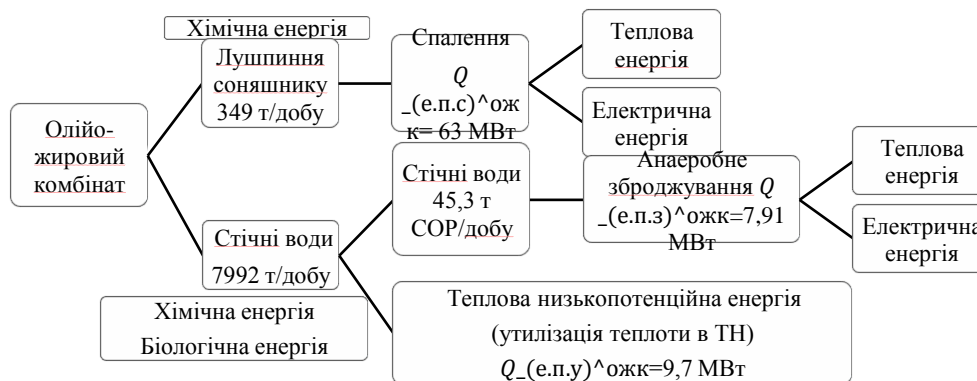 Хімічна енергія
Лушпиння
соняшнику
349 т/добу
Спалення
Q
_(е.п.с)^ож
к= 63 МВт
Теплова
енергія
Електрична
енергія
Олійо-
жировий
комбінат
Стічні води
45,3 т
СОР/добу
Анаеробне
зброджування Q
_(е.п.з)^ожк=7,91
МВт
Теплова
енергія
Електрична
енергія
Стічні води
7992 т/добу
Хімічна енергія
Біологічна енергія
Теплова низькопотенційна енергія
(утилізація теплоти в ТН)
Q_(е.п.у)^ожк=9,7 МВт